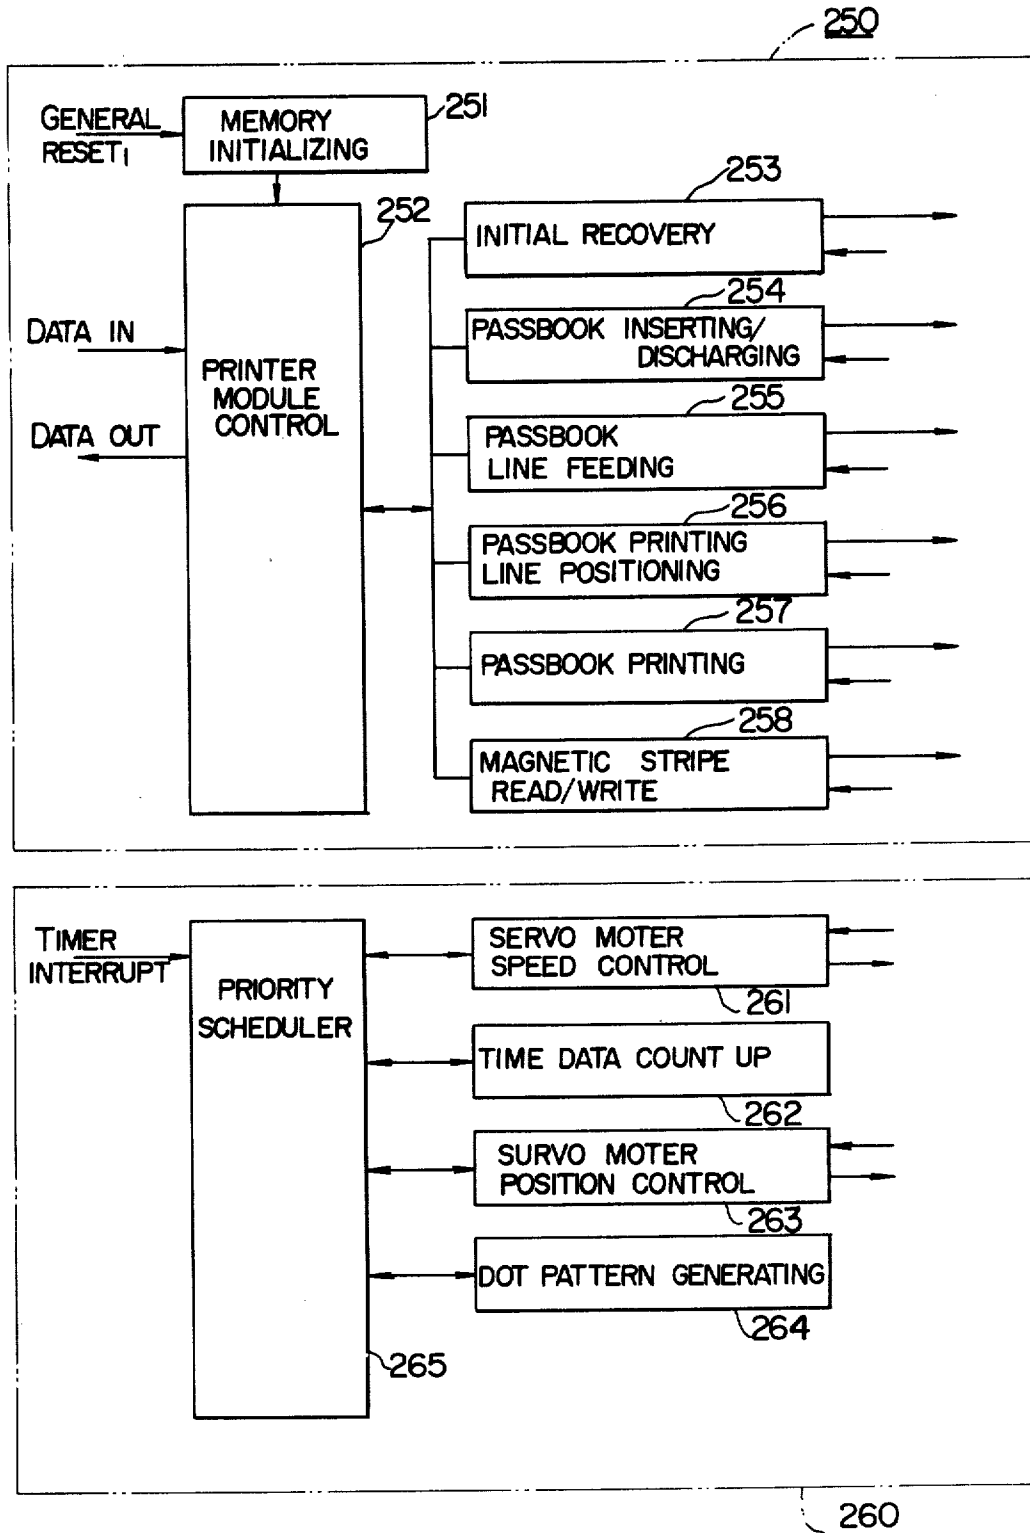 250
GENERAL
RESET1
MEMORY
INITIALIZING
251
252
253
INITIAL RECOVERY
254
PASSBOOK INSERTING/
DISCHARGING
DATA IN
PRINTER
MODULE
CONTROL
DATA OUT
255
PASSBOOK
LINE FEEDING
256
PASSBOOK PRINTING
LINE POSITIONING
257
PASSBOOK PRINTING
258
MAGNETIC STRIPE
READ/WRITE
TIMER
INTERRUPT
PRIORITY
SCHEDULER
SERVO MOTER
SPEED CONTROL
261
TIME DATA COUNT UP
262
SURVO MOTER
POSITION CONTROL
263
DOT PATTERN GENERATING
264
265
260